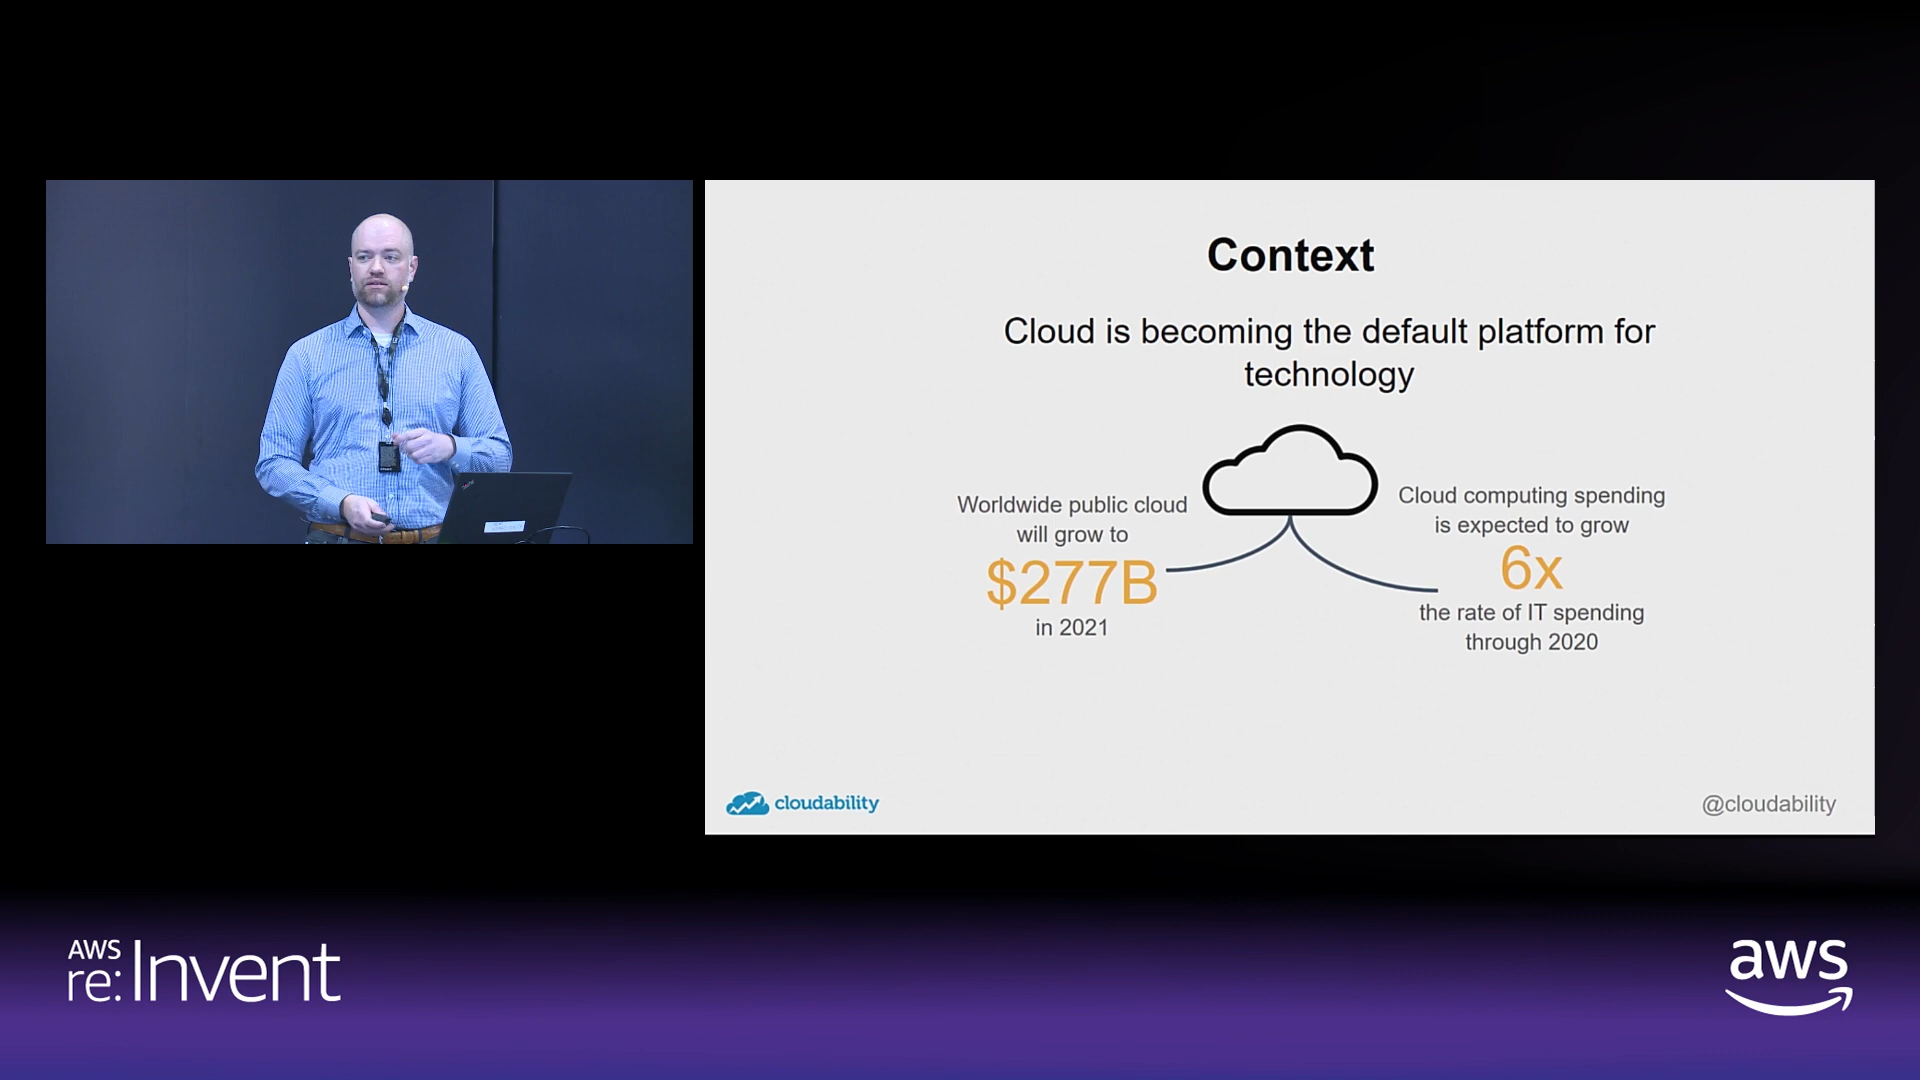 Context
Cloud is becoming the default platform for
technology
Worldwide public cloud
will grow to
$277B
in 2021
Cloud computing spending
is expected to grow
6x
the rate of IT spending
through 2020
cloudability
@cloudability
AWS
re:Invent
aws